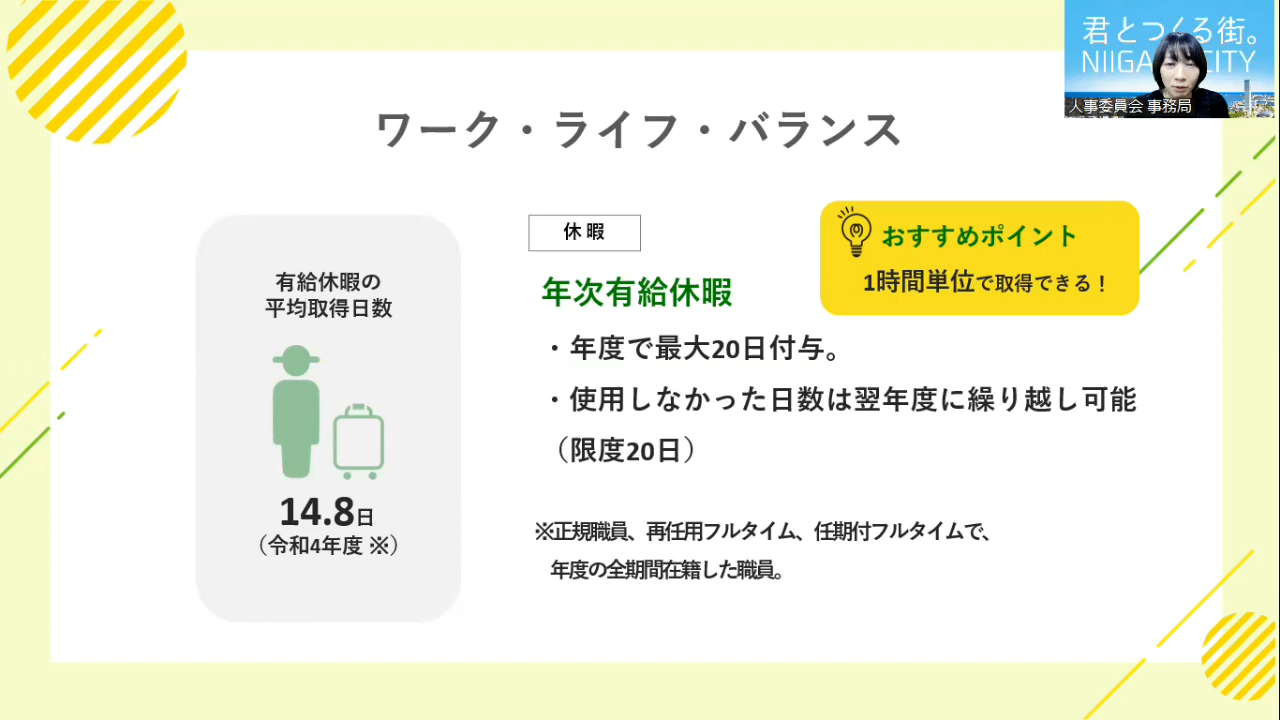 君とつくる街。
NIIGA CITY
人事委員会 事務局
ワーク・ライフ・バランス
有給休暇の
平均取得日数
14.8日
（令和4年度 ※）
休暇
おすすめポイント
1時間単位で取得できる！
年次有給休暇
・年度で最大20日付与。
・使用しなかった日数は翌年度に繰り越し可能
（限度20日）
※正規職員、再任用フルタイム、任期付フルタイムで、
年度の全期間在籍した職員。